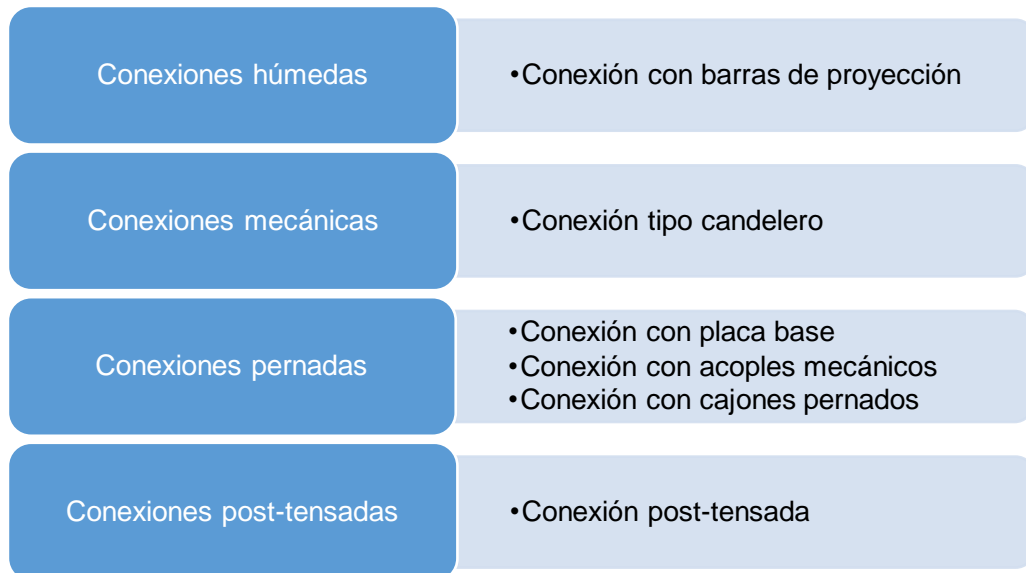 Conexiones húmedas
•Conexión con barras de proyección
Conexiones mecánicas
•Conexión tipo candelero
Conexiones pernadas
•Conexión con placa base
•Conexión con acoples mecánicos
•Conexión con cajones pernados
Conexiones post-tensadas
•Conexión post-tensada